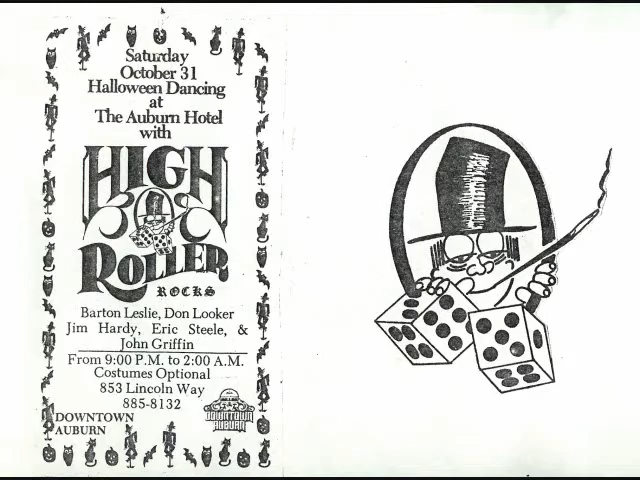 Saturday
October 31
Halloween Dancing
at
The Auburn Hotel
with
HIGH
ROLLER
ROCKS
Barton Leslie, Don Looker
Jim Hardy, Eric Steele, &
John Griffin
From 9:00 P.M. to 2:00 A.M.
Costumes Optional
853 Lincoln Way
885-8132
DOWNTOWN
AUBURN
DOWNTOWN
AUBURN